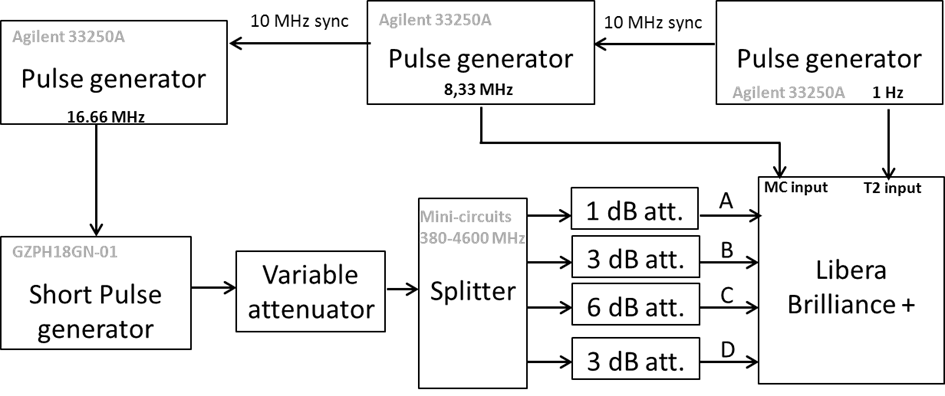 Agilent 33250A
Pulse generator
16.66 MHz
10 MHz sync
Agilent 33250A
Pulse generator
8,33 MHz
10 MHz sync
Pulse generator
Agilent 33250A 1 Hz
GZPH18GN-01
Short Pulse
generator
Variable
attenuator
Mini-circuits
380-4600 MHz
Splitter
1 dB att.
A
3 dB att.
B
6 dB att.
C
3 dB att.
D
MC input
T2 input
Libera
Brilliance +